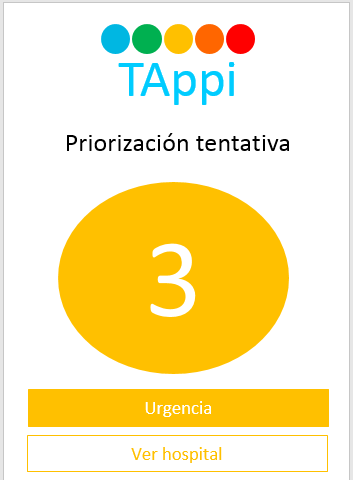 TAppi
Priorización tentativa
3
Urgencia
Ver hospital